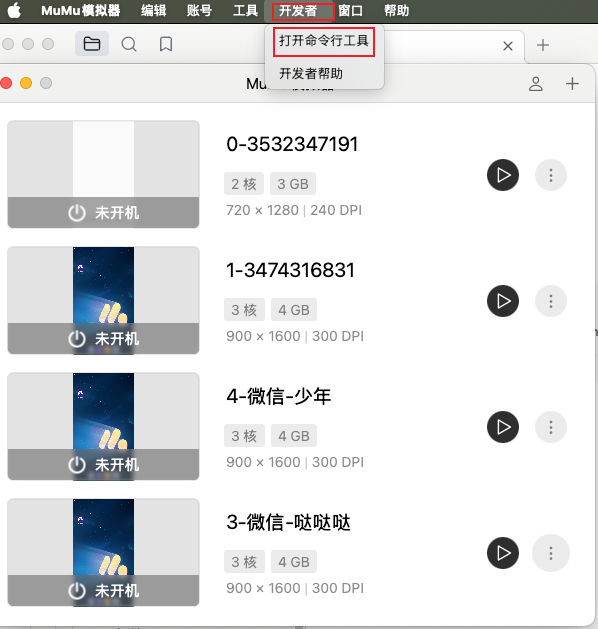 MuMu模拟器 编辑 账号 工具 开发者 窗口 帮助
打开命令行工具
开发者帮助
0-3532347191
2 核 3 GB
720 × 1280 | 240 DPI
未开机
1-3474316831
3 核 4 GB
900 × 1600 | 300 DPI
未开机
4-微信-少年
3 核 4 GB
900 × 1600 | 300 DPI
未开机
3-微信-哒哒哒
3 核 4 GB
900 × 1600 | 300 DPI
未开机